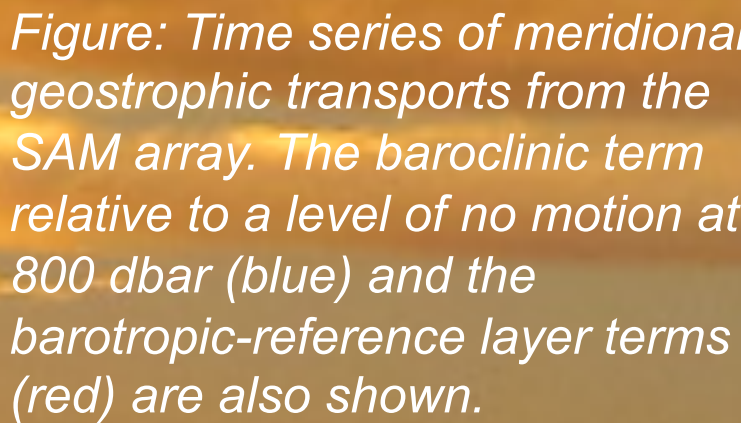 Figure: Time series of meridional
geostrophic transports from the
SAM array. The baroclinic term
relative to a level of no motion at
800 dbar (blue) and the
barotropic-reference layer terms
(red) are also shown.